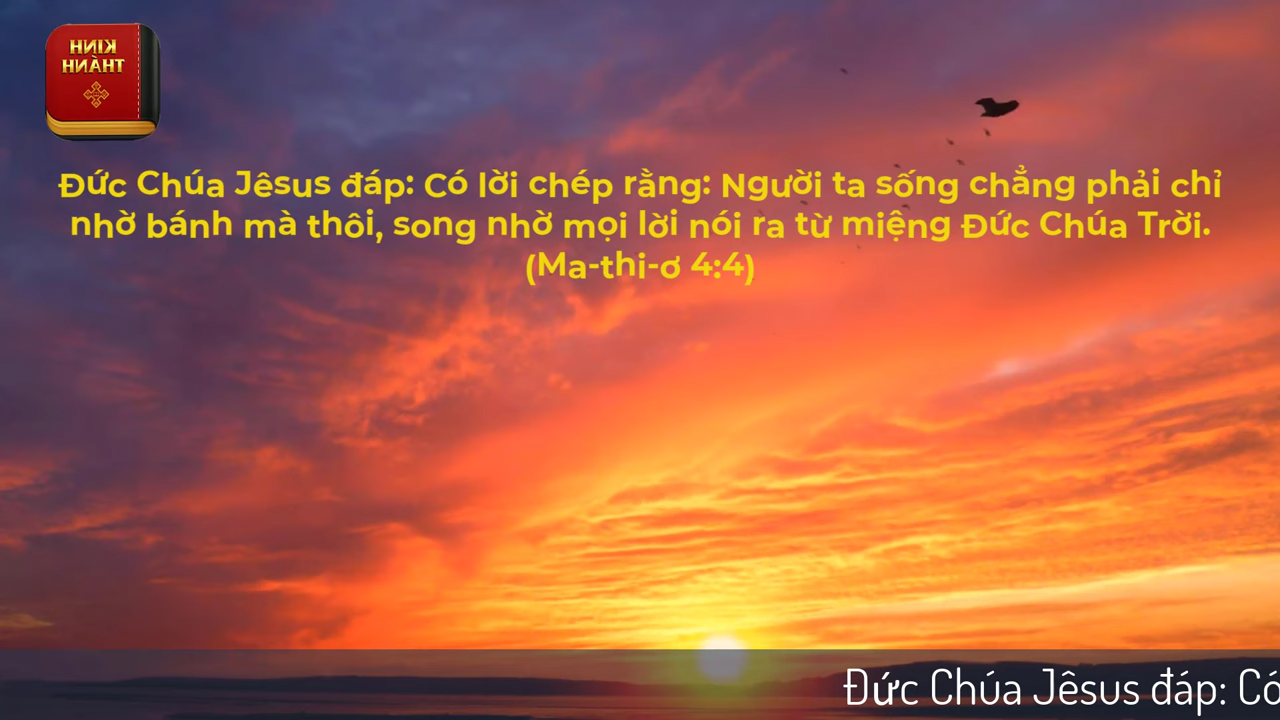 KINH
THÀNH
Đức Chúa Jêsus đáp: Có lời chép rằng: Người ta sống chẳng phải chỉ
nhờ bánh mà thôi, song nhờ mọi lời nói ra từ miệng Đức Chúa Trời.
(Ma-thi-ơ 4:4)
Đức Chúa Jêsus đáp: Có